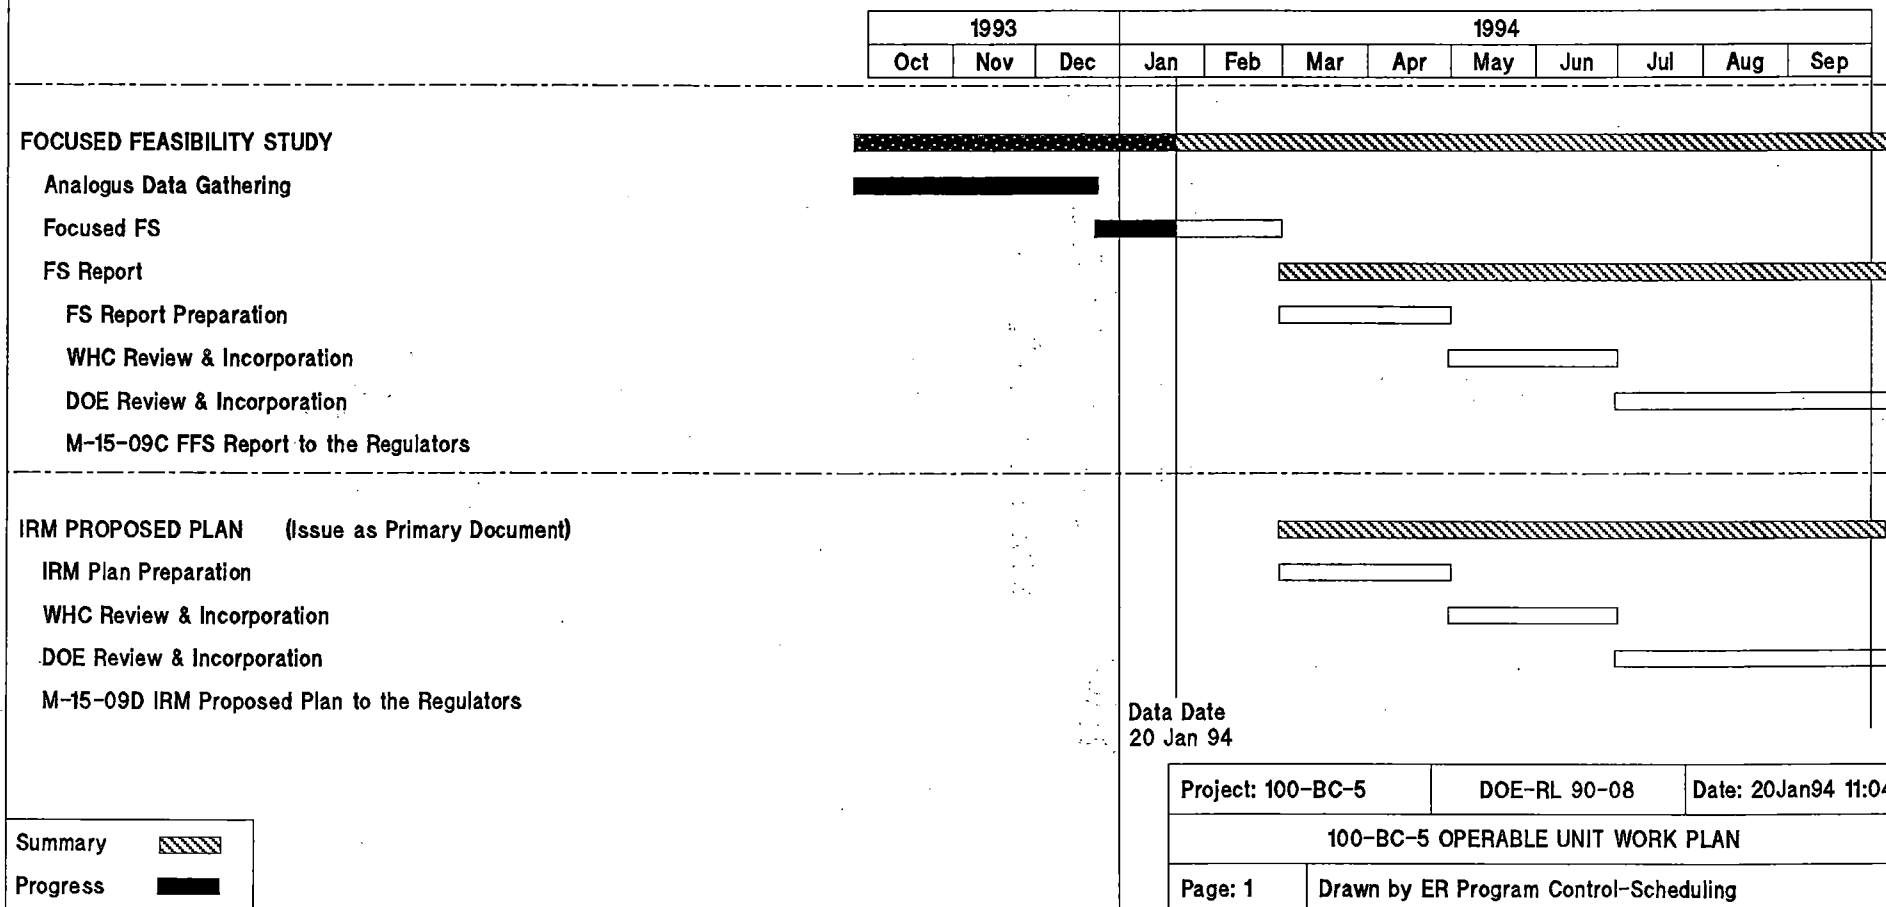 1993 1994
Oct Nov Dec Jan Feb Mar Apr May Jun Jul Aug Sep
FOCUSED FEASIBILITY STUDY
Analogus Data Gathering
Focused FS
FS Report
FS Report Preparation
WHC Review & Incorporation
DOE Review & Incorporation
M-15-09C FFS Report to the Regulators
IRM PROPOSED PLAN (Issue as Primary Document)
IRM Plan Preparation
WHC Review & Incorporation
DOE Review & Incorporation
M-15-09D IRM Proposed Plan to the Regulators
Data Date
20 Jan 94
Project: 100-BC-5 DOE-RL 90-08 Date: 20Jan94 11:04
100-BC-5 OPERABLE UNIT WORK PLAN
Page: 1 Drawn by ER Program Control-Scheduling
Summary
Progress